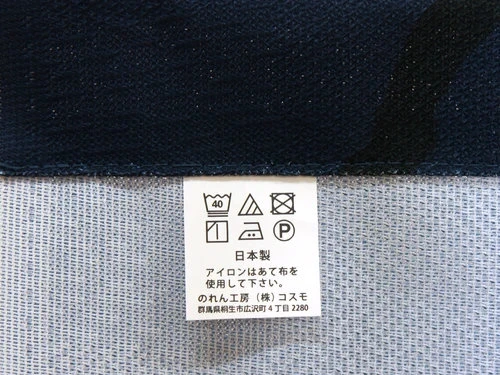 40
P
日本製
アイロンはあて布を
使用して下さい。
のれん工房（株）コスモ
群馬県桐生市広沢町4丁目2280